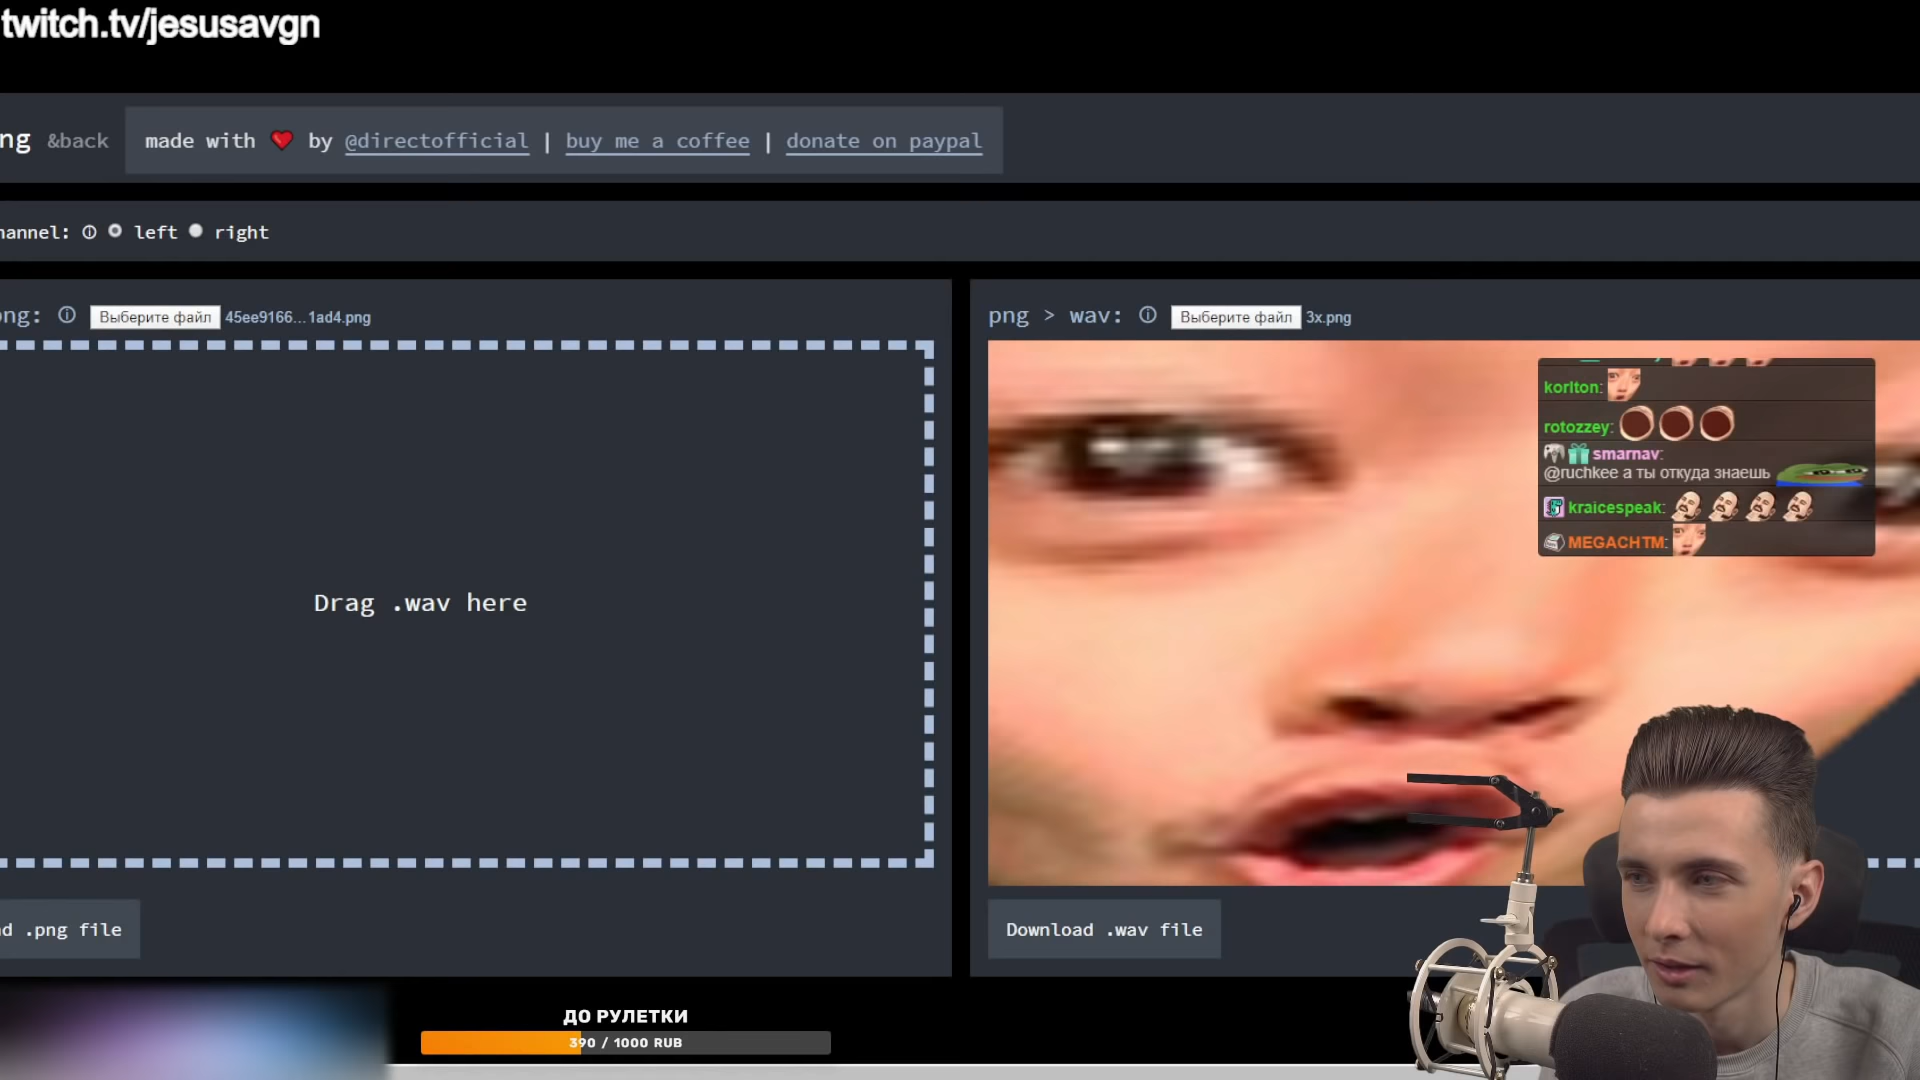 twitch.tv/jesusavgn
ng &back made with by @directofficial | buy me a coffee | donate on paypal
hannel: left right
ng: Выберите файл 45ee9166...1ad4.png
png > wav: Выберите файл 3x.png
Drag .wav here
korlton:
rotozzey:
smarnav:
@ruchkee а ты откуда знаешь
kraicespeak:
MEGACHTM:
d .png file
Download .wav file
ДО РУЛЕТКИ
390 / 1000 RUB